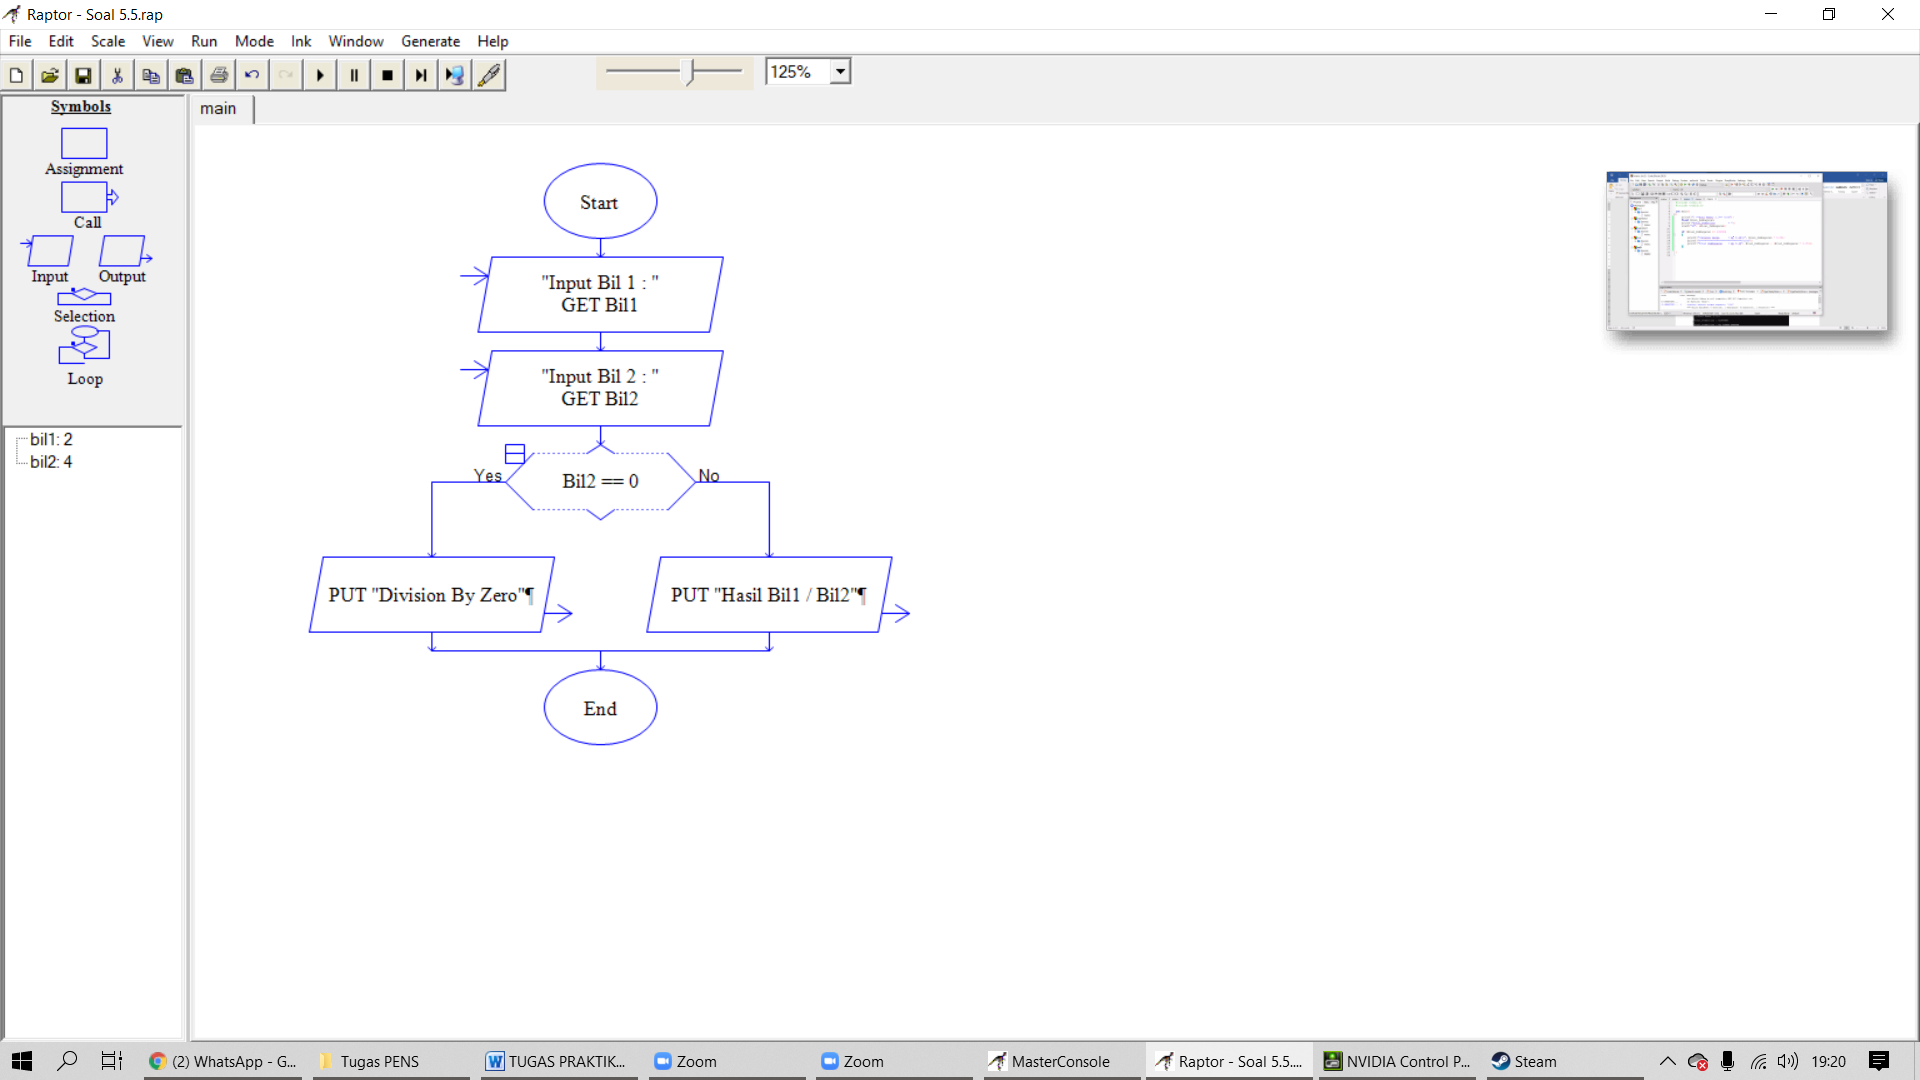 Raptor - Soal 5.5.rap
File Edit Scale View Run Mode Ink Window Generate Help
125%
Symbols
Assignment
Call
Input Output
Selection
Loop
bil1: 2
bil2: 4
main
Start
"Input Bil 1 : "
GET Bil1
"Input Bil 2 : "
GET Bil2
Yes
Bil2 == 0
No
PUT "Division By Zero"¶
PUT "Hasil Bil1 / Bil2"¶
End
(2) WhatsApp - G...
Tugas PENS
TUGAS PRAKTIK...
Zoom
Zoom
MasterConsole
Raptor - Soal 5.5....
NVIDIA Control P...
Steam
19:20